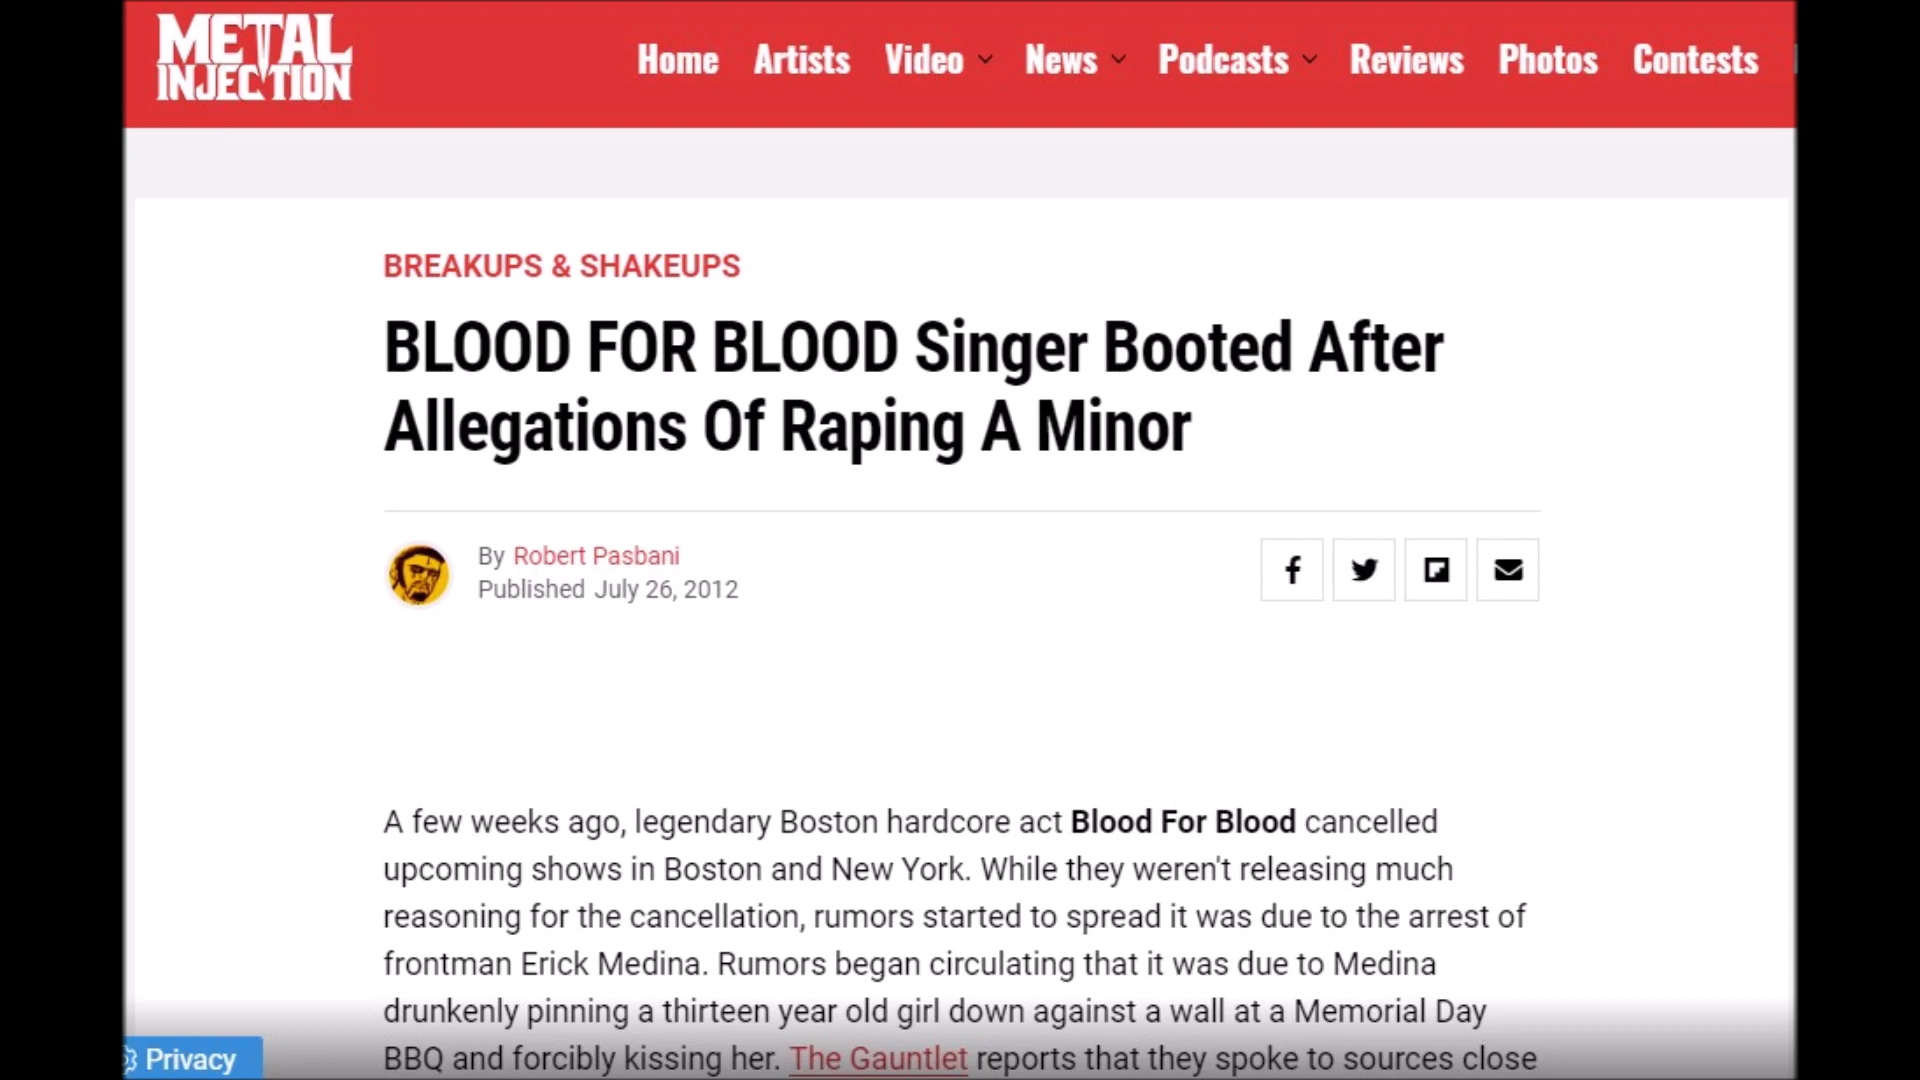 METAL
INJECTION
Home Artists Video News Podcasts Reviews Photos Contests
BREAKUPS & SHAKEUPS
BLOOD FOR BLOOD Singer Booted After
Allegations Of Raping A Minor
By Robert Pasbani
Published July 26, 2012
A few weeks ago, legendary Boston hardcore act Blood For Blood cancelled
upcoming shows in Boston and New York. While they weren't releasing much
reasoning for the cancellation, rumors started to spread it was due to the arrest of
frontman Erick Medina. Rumors began circulating that it was due to Medina
drunkenly pinning a thirteen year old girl down against a wall at a Memorial Day
BBQ and forcibly kissing her. The Gauntlet reports that they spoke to sources close
Privacy